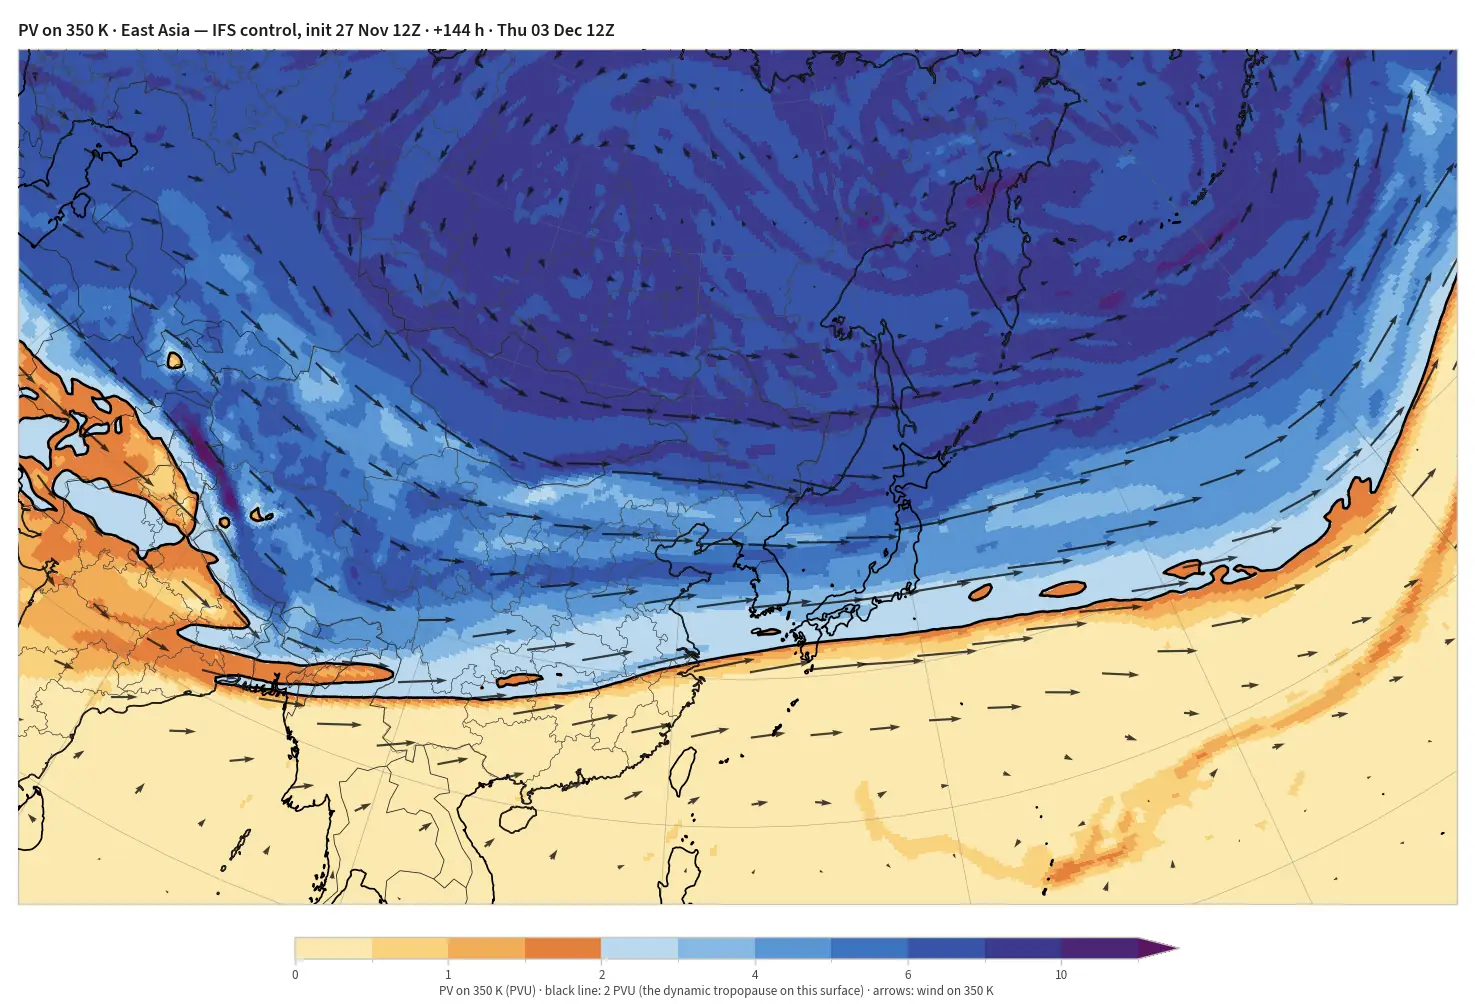 PV on 350 K · East Asia — IFS control, init 27 Nov 12Z · +144 h · Thu 03 Dec 12Z
0 1 2 4 6 10
PV on 350 K (PVU) · black line: 2 PVU (the dynamic tropopause on this surface) · arrows: wind on 350 K